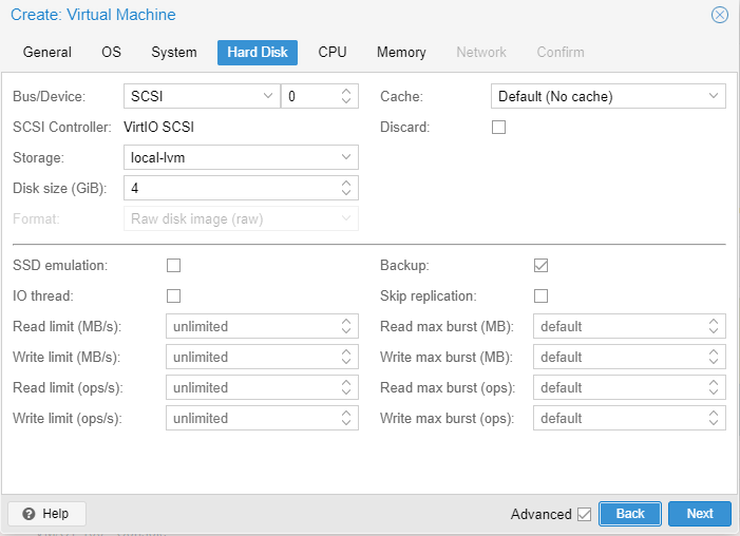 Create: Virtual Machine
General OS System Hard Disk CPU Memory Network Confirm
Bus/Device: SCSI 0 Cache: Default (No cache)
SCSI Controller: VirtIO SCSI Discard:
Storage: local-lvm
Disk size (GiB): 4
Format: Raw disk image (raw)
SSD emulation: Backup:
IO thread: Skip replication:
Read limit (MB/s): unlimited Read max burst (MB): default
Write limit (MB/s): unlimited Write max burst (MB): default
Read limit (ops/s): unlimited Read max burst (ops): default
Write limit (ops/s): unlimited Write max burst (ops): default
Help Advanced Back Next